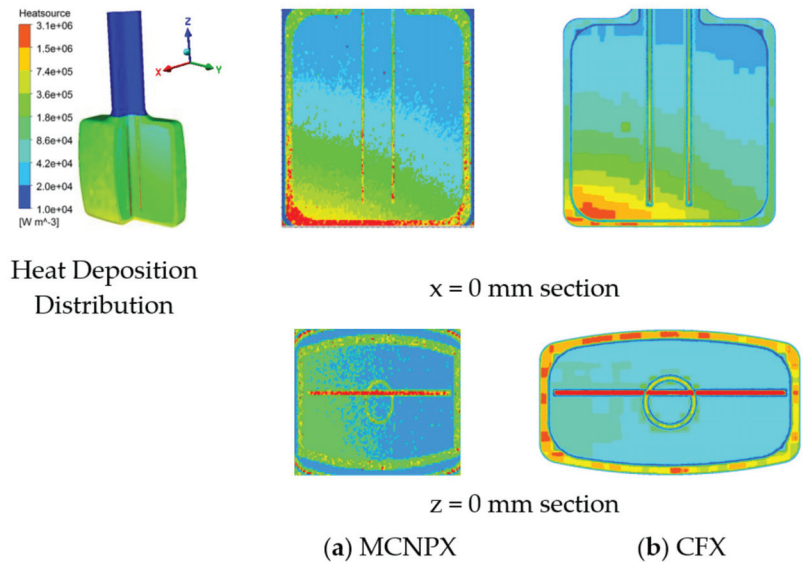 Heatsource
3.1e+06
1.5e+06
7.4e+05
3.6e+05
1.8e+05
8.6e+04
4.2e+04
2.0e+04
1.0e+04
[W m^-3]
Z
X
Y
Heat Deposition
Distribution
x = 0 mm section
z = 0 mm section
(a) MCNPX
(b) CFX